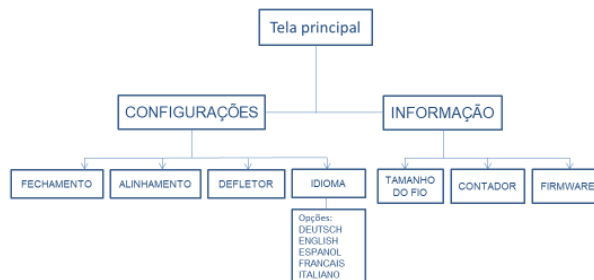 Tela principal
CONFIGURAÇÕES
INFORMAÇÃO
FECHAMENTO
ALINHAMENTO
DEFLETOR
IDIOMA
TAMANHO
DO FIO
CONTADOR
FIRMWARE
Opções:
DEUTSCH
ENGLISH
ESPANOL
FRANCAIS
ITALIANO